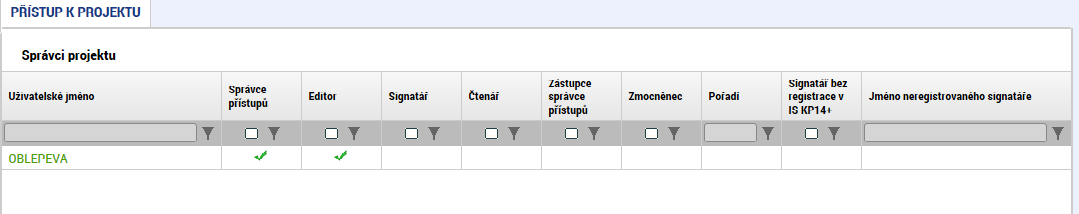 PŘÍSTUP K PROJEKTU
Správci projektu
Uživatelské jméno
Správce
přístupů
Editor
Signatář
Čtenář
Zástupce
správce
přístupů
Zmocněnec
Pořadí
Signatář bez
registrace v
IS KP14+
Jméno neregistrovaného signatáře
OBLEPEVA